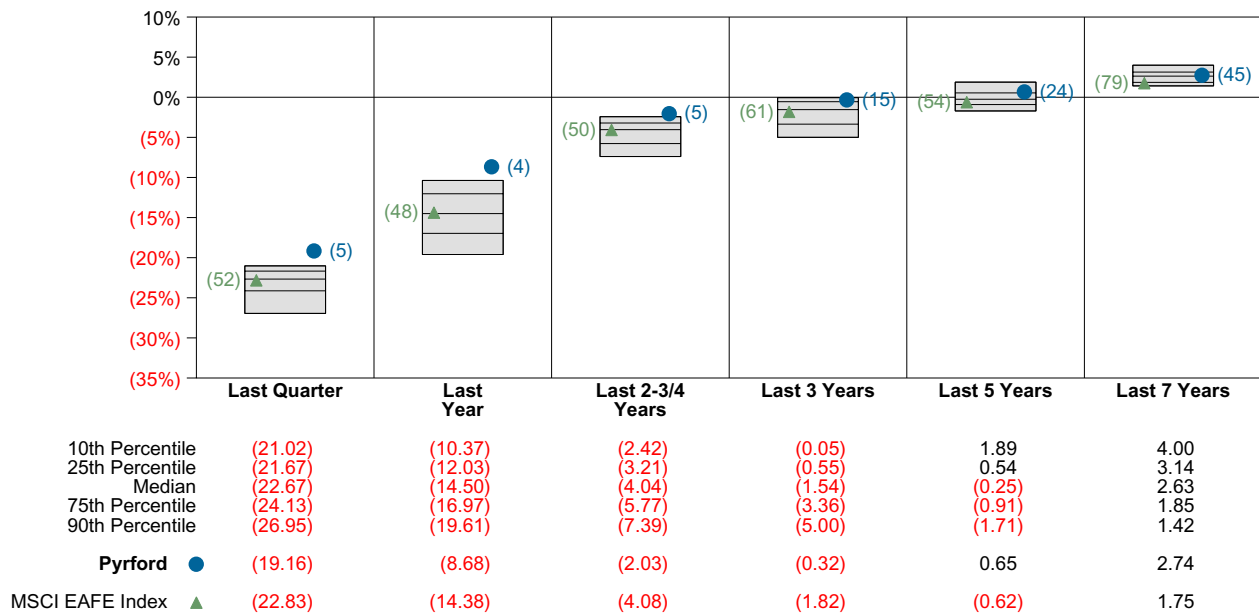 10%
5%
0%
(5%)
(10%)
(15%)
(20%)
(25%)
(30%)
(35%)
(52) (5)
(48) (4)
(50) (5)
(61) (15)
(54) (24)
(79) (45)
Last Quarter Last Year Last 2-3/4 Years Last 3 Years Last 5 Years Last 7 Years
10th Percentile (21.02) (10.37) (2.42) (0.05) 1.89 4.00
25th Percentile (21.67) (12.03) (3.21) (0.55) 0.54 3.14
Median (22.67) (14.50) (4.04) (1.54) (0.25) 2.63
75th Percentile (24.13) (16.97) (5.77) (3.36) (0.91) 1.85
90th Percentile (26.95) (19.61) (7.39) (5.00) (1.71) 1.42
Pyrford (19.16) (8.68) (2.03) (0.32) 0.65 2.74
MSCI EAFE Index (22.83) (14.38) (4.08) (1.82) (0.62) 1.75